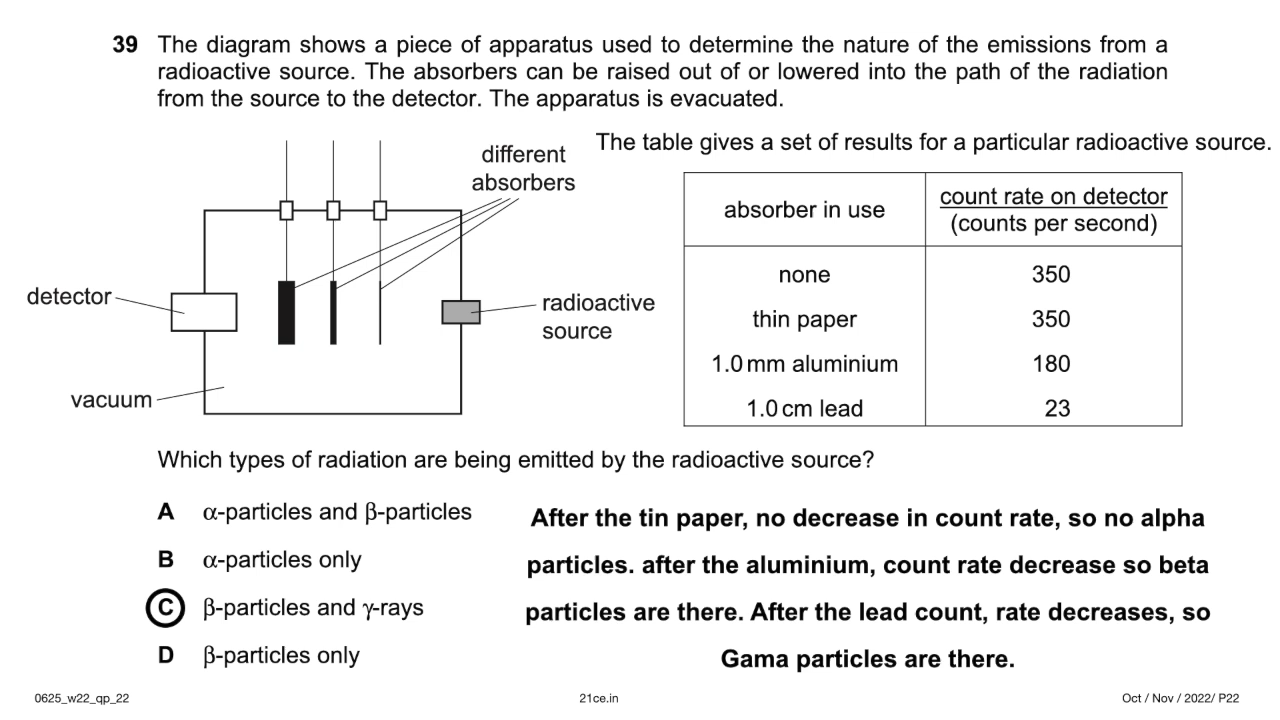 39 The diagram shows a piece of apparatus used to determine the nature of the emissions from a
radioactive source. The absorbers can be raised out of or lowered into the path of the radiation
from the source to the detector. The apparatus is evacuated.
different
absorbers
detector
radioactive
source
vacuum
The table gives a set of results for a particular radioactive source.
absorber in use
count rate on detector
(counts per second)
none 350
thin paper 350
1.0 mm aluminium 180
1.0 cm lead 23
Which types of radiation are being emitted by the radioactive source?
A α-particles and β-particles
B α-particles only
C β-particles and γ-rays
D β-particles only
After the tin paper, no decrease in count rate, so no alpha
particles. after the aluminium, count rate decrease so beta
particles are there. After the lead count, rate decreases, so
Gama particles are there.
0625_w22_qp_22
21ce.in
Oct / Nov / 2022/ P22